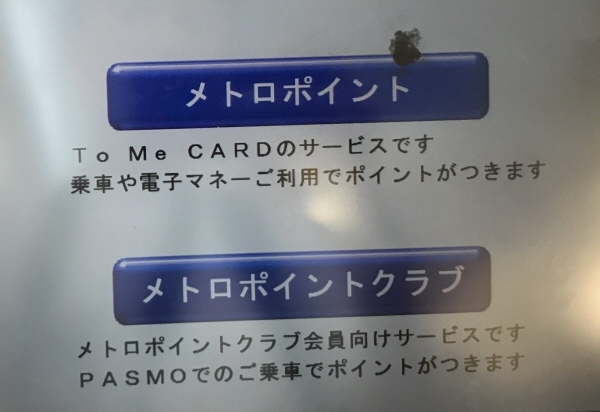 メトロポイント
Ｔｏ Ｍｅ ＣＡＲＤのサービスです
乗車や電子マネーご利用でポイントがつきます
メトロポイントクラブ
メトロポイントクラブ会員向けサービスです
ＰＡＳＭＯでのご乗車でポイントがつきます